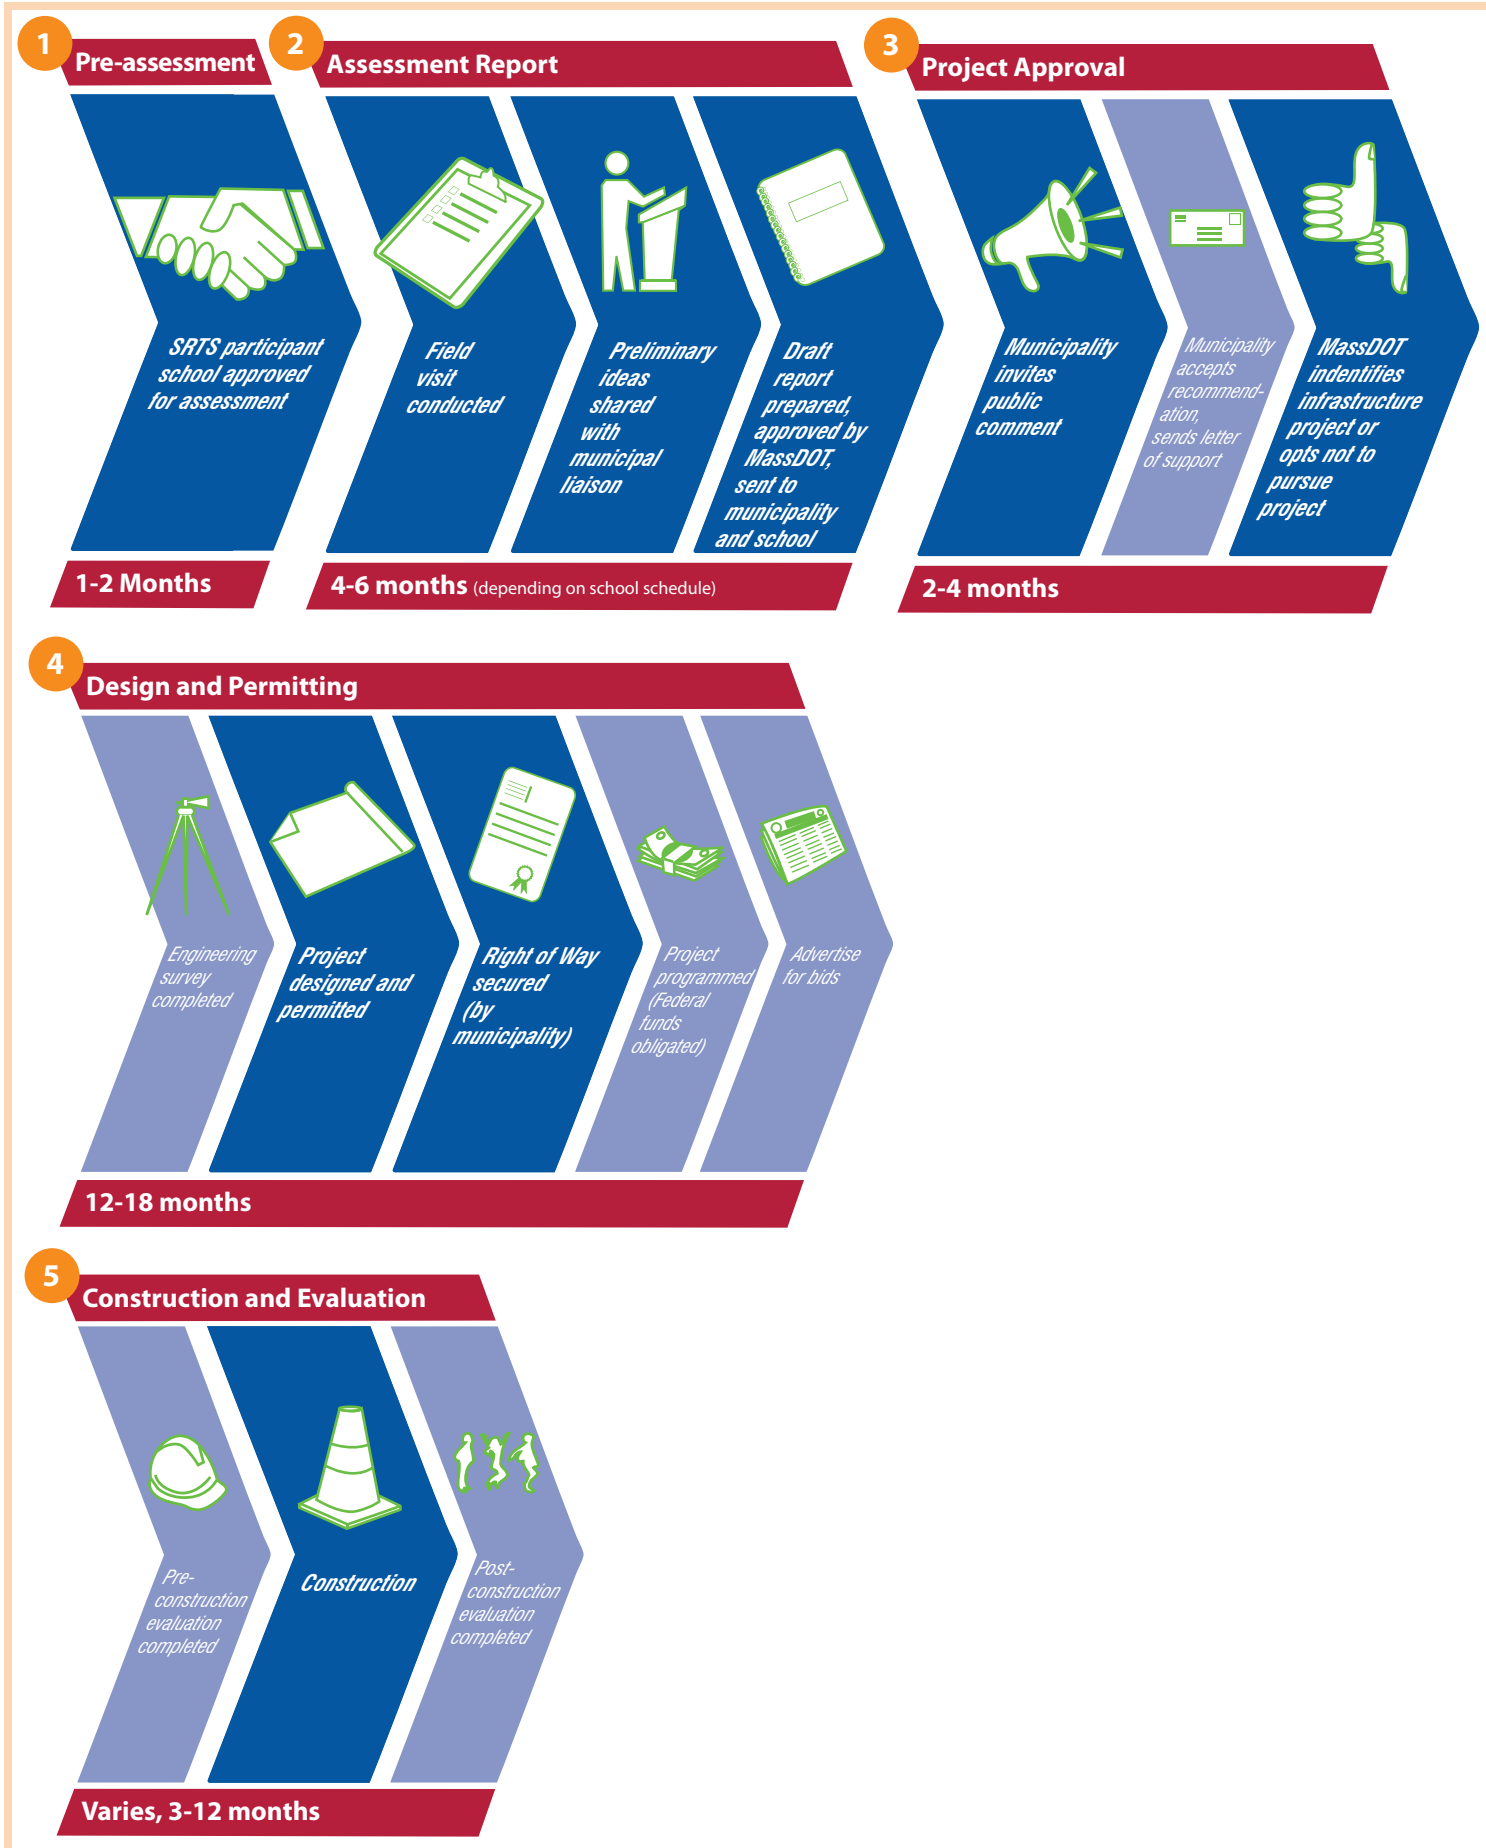 1
Pre-assessment
SRTS participant
school approved
for assessment
1-2 Months
2
Assessment Report
Field
visit
conducted
Preliminary
ideas
shared
with
municipal
liaison
Draft
report
prepared,
approved by
MassDOT,
sent to
municipality
and school
4-6 months (depending on school schedule)
3
Project Approval
Municipality
invites
public
comment
Municipality
accepts
recommend-
ation,
sends letter
of support
MassDOT
indentifies
infrastructure
project or
opts not to
pursue
project
2-4 months
4
Design and Permitting
Engineering
survey
completed
Project
designed and
permitted
Right of Way
secured
(by
municipality)
Project
programmed
(Federal
funds
obligated)
Advertise
for bids
12-18 months
5
Construction and Evaluation
Pre-
construction
evaluation
completed
Construction
Post-
construction
evaluation
completed
Varies, 3-12 months